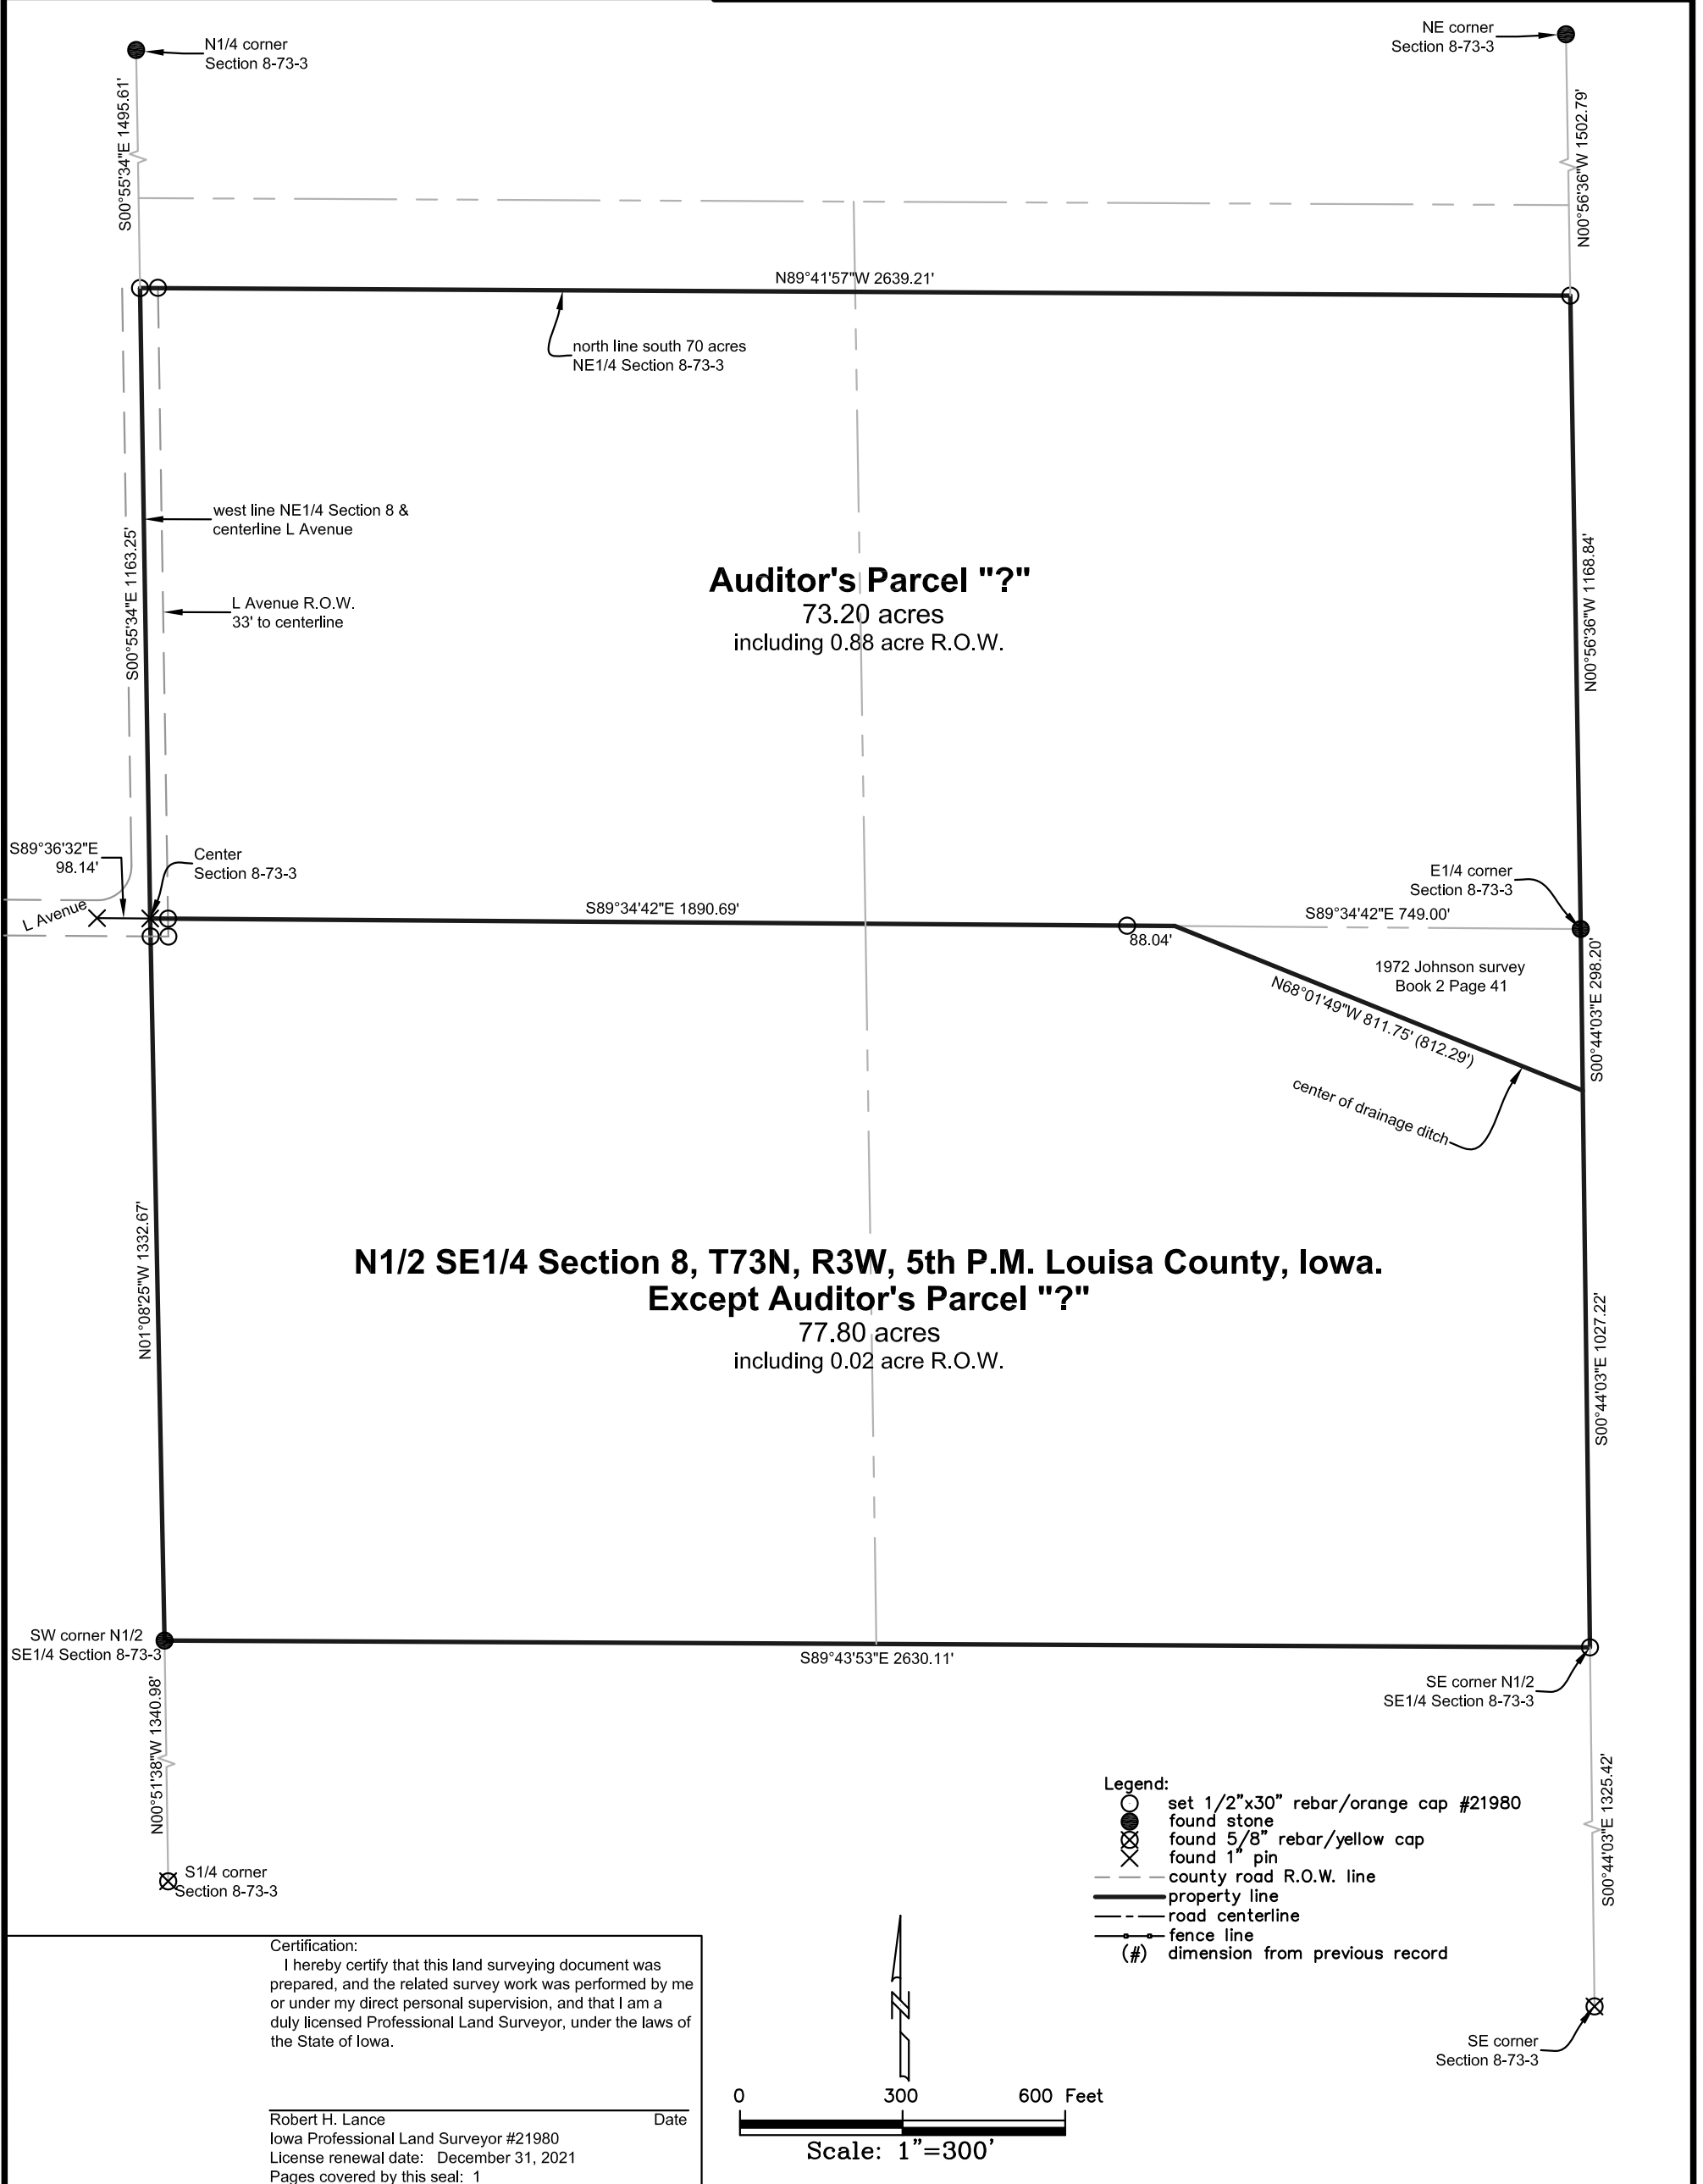 N1/4 corner
Section 8-73-3
NE corner
Section 8-73-3
S00°55'34"E 1495.61'
N00°56'36"W 1502.79'
N89°41'57"W 2639.21'
north line south 70 acres
NE1/4 Section 8-73-3
west line NE1/4 Section 8 &
centerline L Avenue
S00°55'34"E 1163.25'
N00°56'36"W 1168.84'
Auditor's Parcel "?"
73.20 acres
including 0.88 acre R.O.W.
L Avenue R.O.W.
33' to centerline
S89°36'32"E
98.14'
Center
Section 8-73-3
L Avenue
S89°34'42"E 1890.69'
88.04'
E1/4 corner
Section 8-73-3
S89°34'42"E 749.00'
1972 Johnson survey
Book 2 Page 41
S00°44'03"E 298.20'
N68°01'49"W 811.75' (812.29')
center of drainage ditch
N01°08'25"W 1332.67'
N1/2 SE1/4 Section 8, T73N, R3W, 5th P.M. Louisa County, Iowa.
Except Auditor's Parcel "?"
77.80 acres
including 0.02 acre R.O.W.
S00°44'03"E 1027.22'
SW corner N1/2
SE1/4 Section 8-73-3
S89°43'53"E 2630.11'
SE corner N1/2
SE1/4 Section 8-73-3
N00°51'38"W 1340.98'
S00°44'03"E 1325.42'
S1/4 corner
Section 8-73-3
Legend:
set 1/2"x30" rebar/orange cap #21980
found stone
found 5/8" rebar/yellow cap
found 1" pin
county road R.O.W. line
property line
road centerline
fence line
(#) dimension from previous record
SE corner
Section 8-73-3
Certification:
I hereby certify that this land surveying document was
prepared, and the related survey work was performed by me
or under my direct personal supervision, and that I am a
duly licensed Professional Land Surveyor, under the laws of
the State of Iowa.
Robert H. Lance Date
Iowa Professional Land Surveyor #21980
License renewal date: December 31, 2021
Pages covered by this seal: 1
N
0 300 600 Feet
Scale: 1"=300'